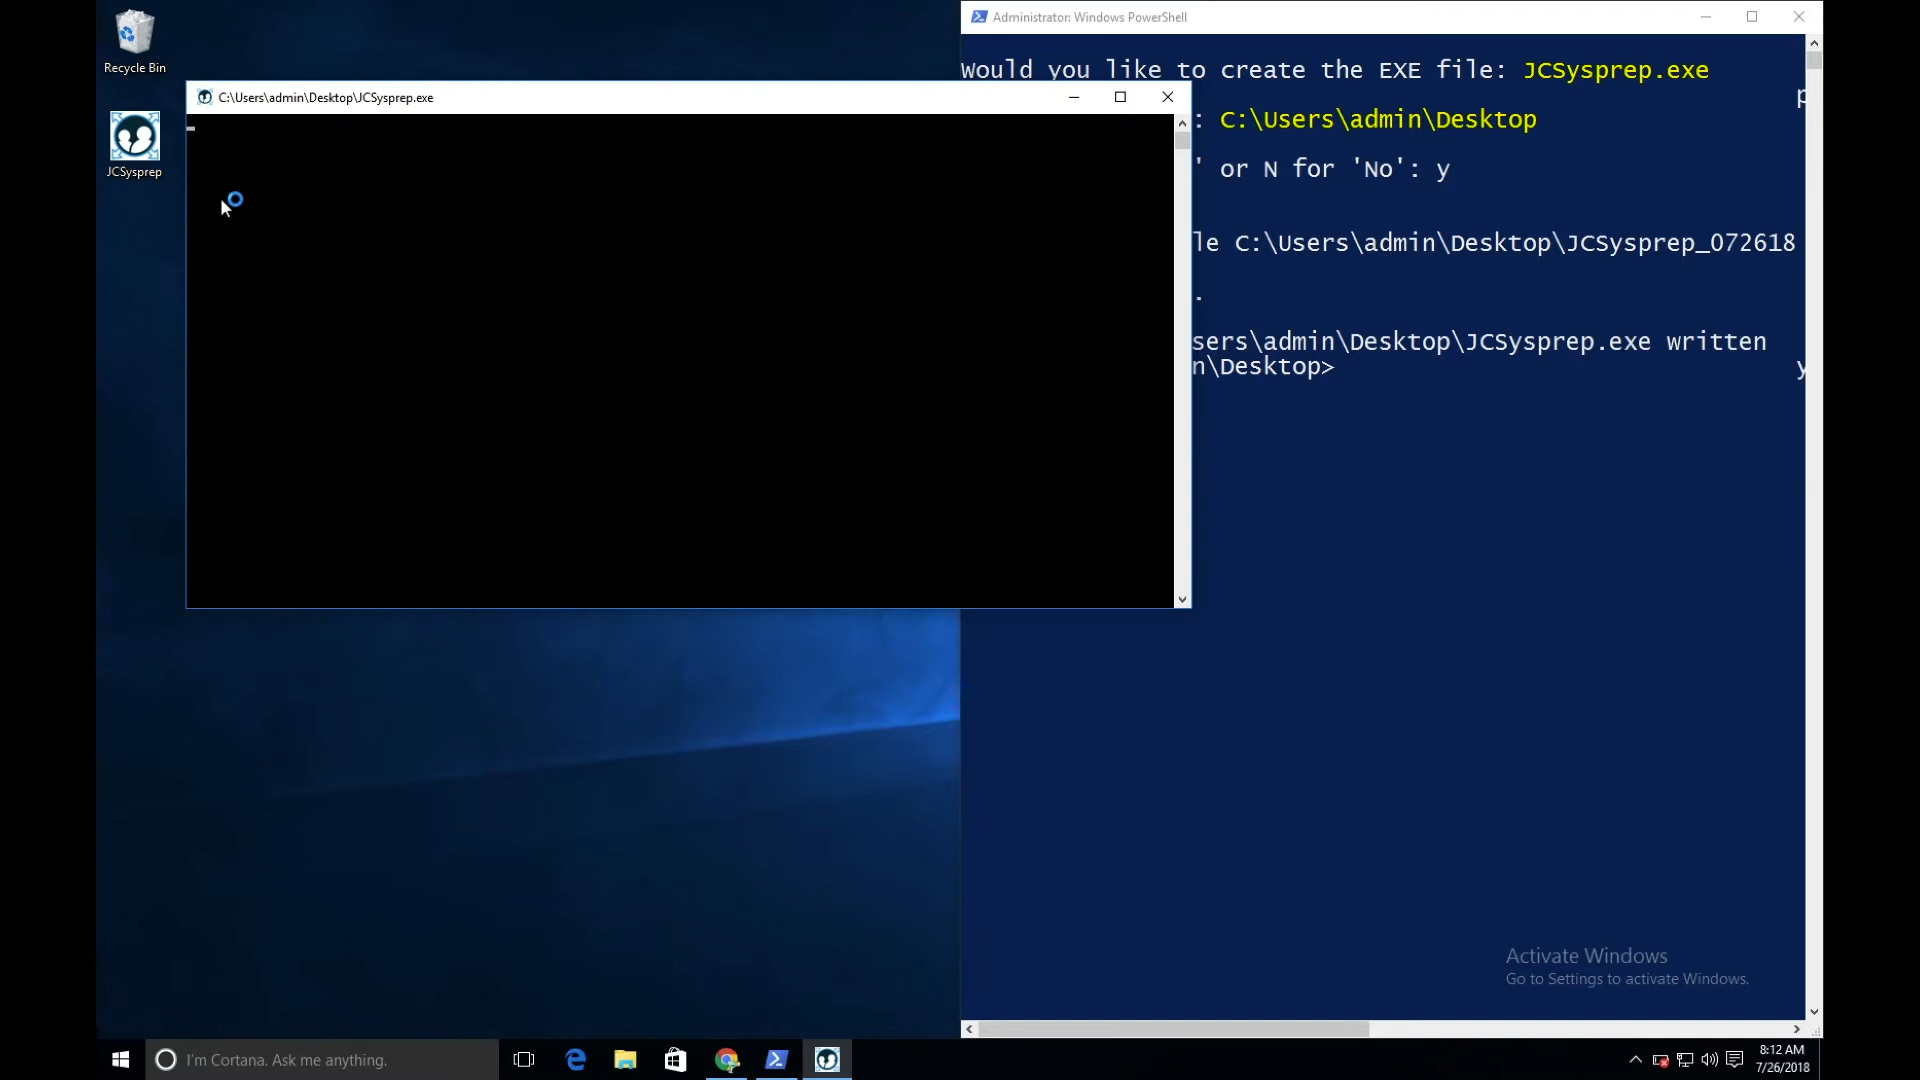 Recycle Bin
JCSysprep
C:\Users\admin\Desktop\JCSysprep.exe
Administrator: Windows PowerShell
Would you like to create the EXE file: JCSysprep.exe
p
: C:\Users\admin\Desktop
' or N for 'No': y
le C:\Users\admin\Desktop\JCSysprep_072618
.
sers\admin\Desktop\JCSysprep.exe written
n\Desktop>
y
Activate Windows
Go to Settings to activate Windows.
I'm Cortana. Ask me anything.
8:12 AM
7/26/2018